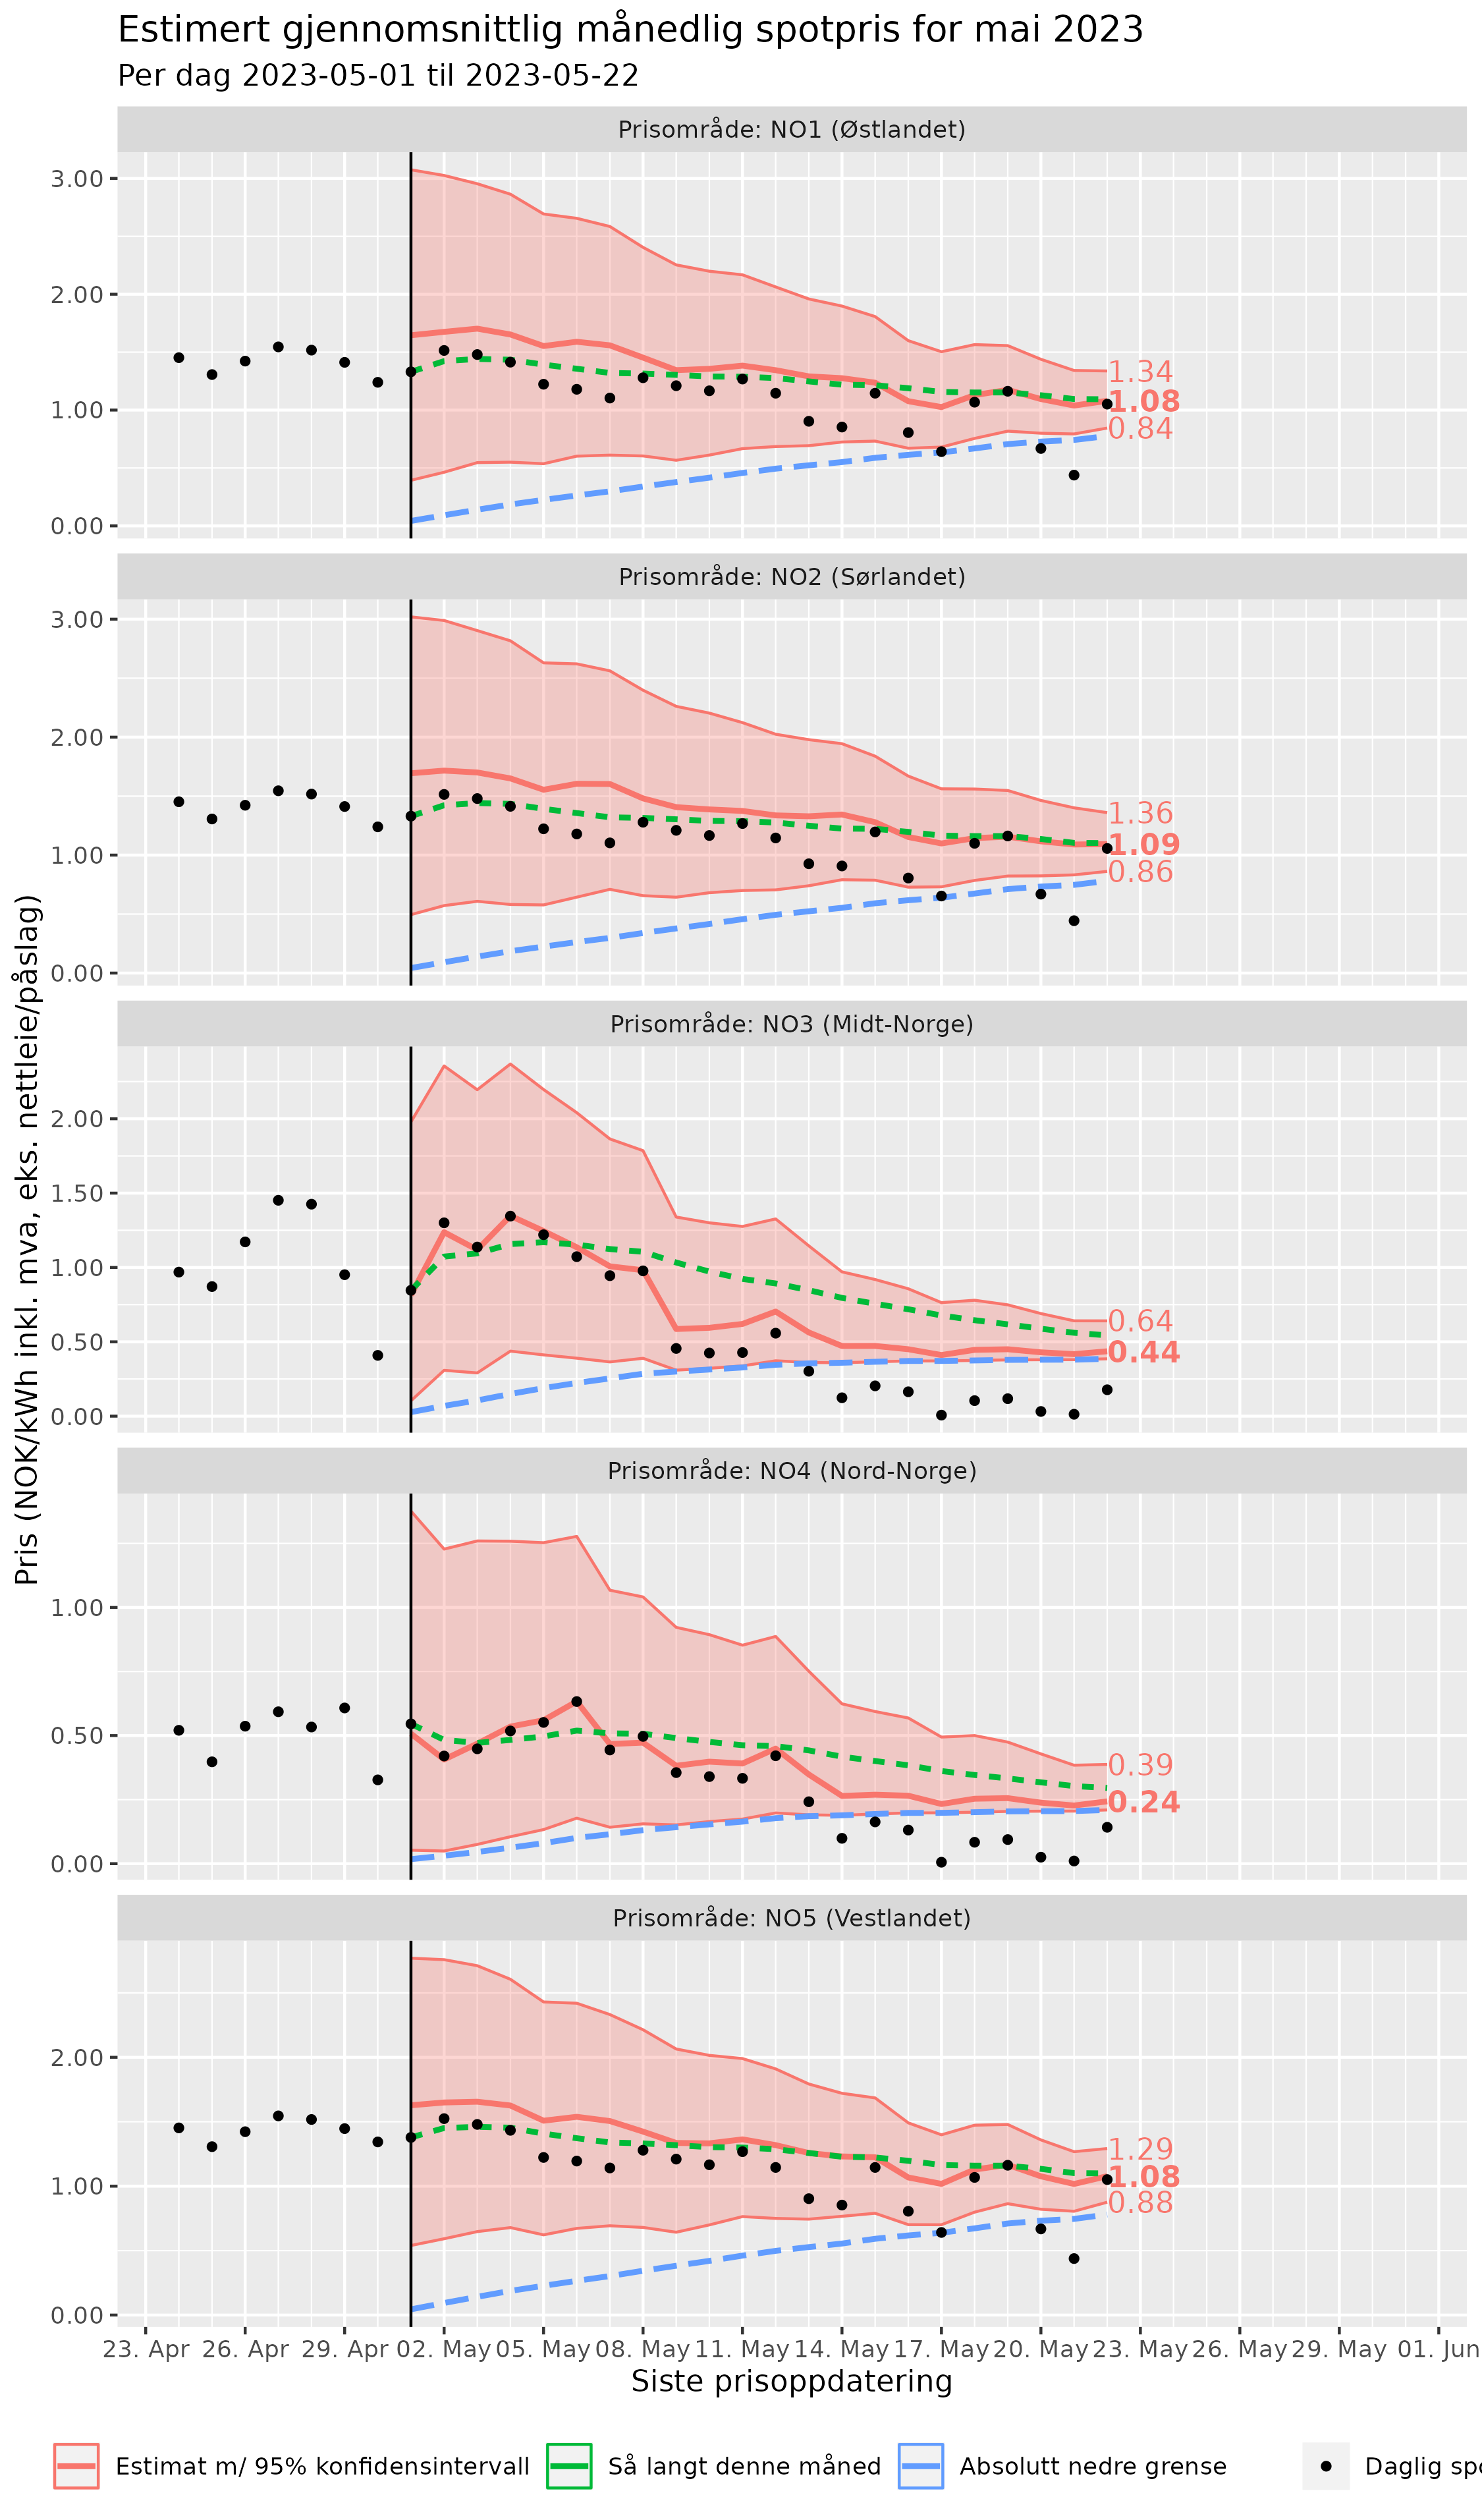 Estimert gjennomsnittlig månedlig spotpris for mai 2023
Per dag 2023-05-01 til 2023-05-22
Pris (NOK/kWh inkl. mva, eks. nettleie/påslag)
Prisområde: NO1 (Østlandet)
3.00
2.00
1.00
0.00
1.34
1.08
0.84
Prisområde: NO2 (Sørlandet)
3.00
2.00
1.00
0.00
1.36
1.09
0.86
Prisområde: NO3 (Midt-Norge)
2.00
1.50
1.00
0.50
0.00
0.64
0.44
Prisområde: NO4 (Nord-Norge)
1.00
0.50
0.00
0.39
0.24
Prisområde: NO5 (Vestlandet)
2.00
1.00
0.00
1.29
1.08
0.88
23. Apr 26. Apr 29. Apr 02. May 05. May 08. May 11. May 14. May 17. May 20. May 23. May 26. May 29. May 01. Jun
Siste prisoppdatering
Estimat m/ 95% konfidensintervall Så langt denne måned Absolutt nedre grense Daglig